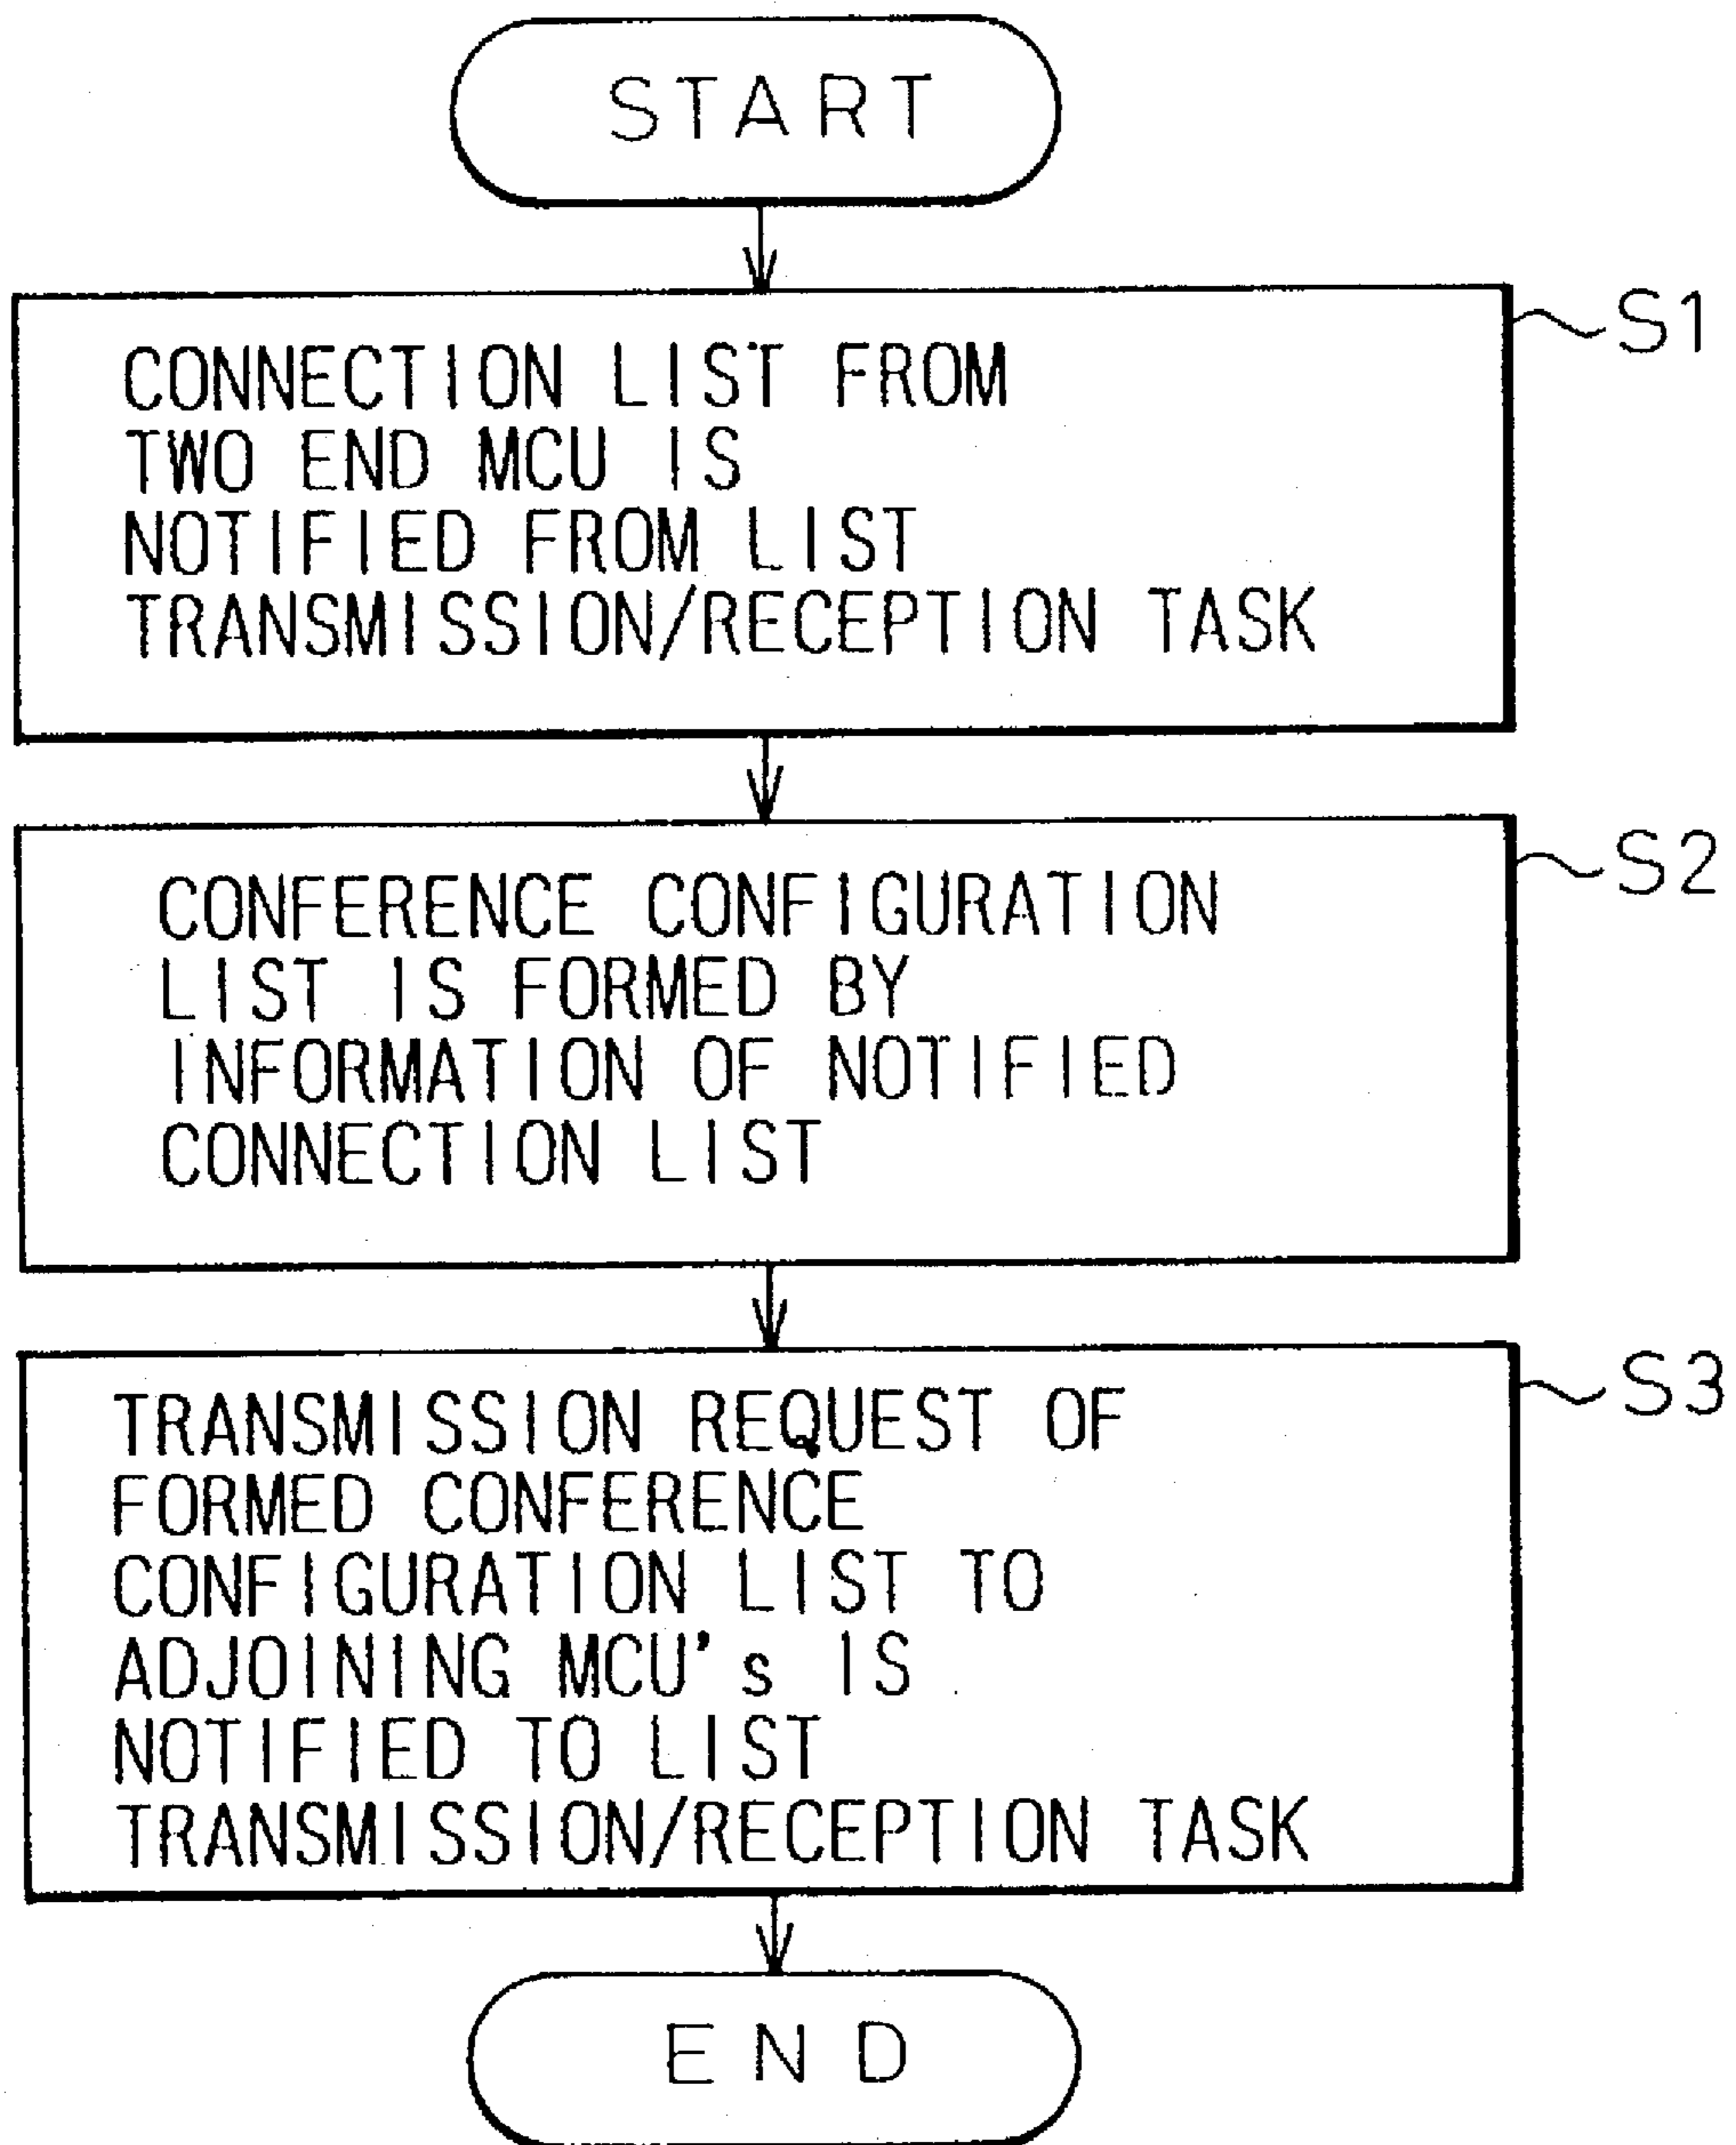 START
S1
CONNECTION LIST FROM
TWO END MCU IS
NOTIFIED FROM LIST
TRANSMISSION/RECEPTION TASK
S2
CONFERENCE CONFIGURATION
LIST IS FORMED BY
INFORMATION OF NOTIFIED
CONNECTION LIST
S3
TRANSMISSION REQUEST OF
FORMED CONFERENCE
CONFIGURATION LIST TO
ADJOINING MCU's IS
NOTIFIED TO LIST
TRANSMISSION/RECEPTION TASK
END